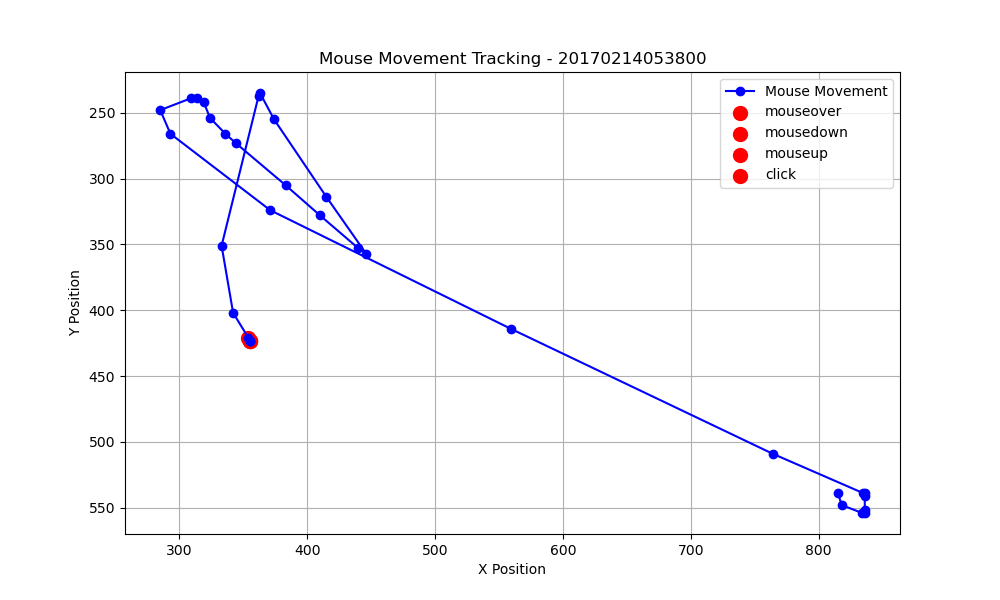 Mouse Movement Tracking - 20170214053800
Mouse Movement
mouseover
mousedown
mouseup
click
Y Position
250
300
350
400
450
500
550
300 400 500 600 700 800
X Position